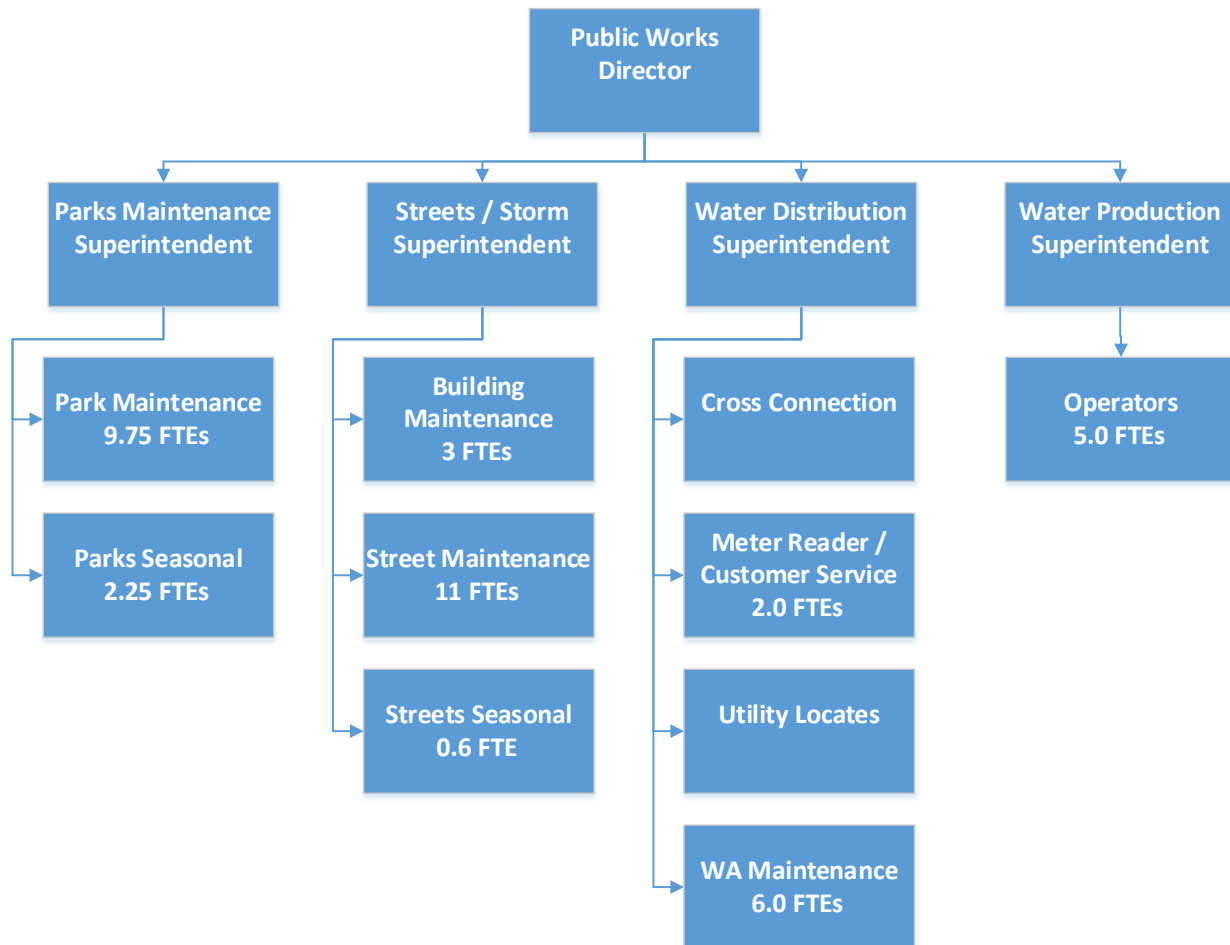 Public Works
Director
Parks Maintenance
Superintendent
Streets / Storm
Superintendent
Water Distribution
Superintendent
Water Production
Superintendent
Park Maintenance
9.75 FTEs
Building
Maintenance
3 FTEs
Cross Connection
Operators
5.0 FTEs
Parks Seasonal
2.25 FTEs
Street Maintenance
11 FTEs
Meter Reader /
Customer Service
2.0 FTEs
Streets Seasonal
0.6 FTE
Utility Locates
WA Maintenance
6.0 FTEs